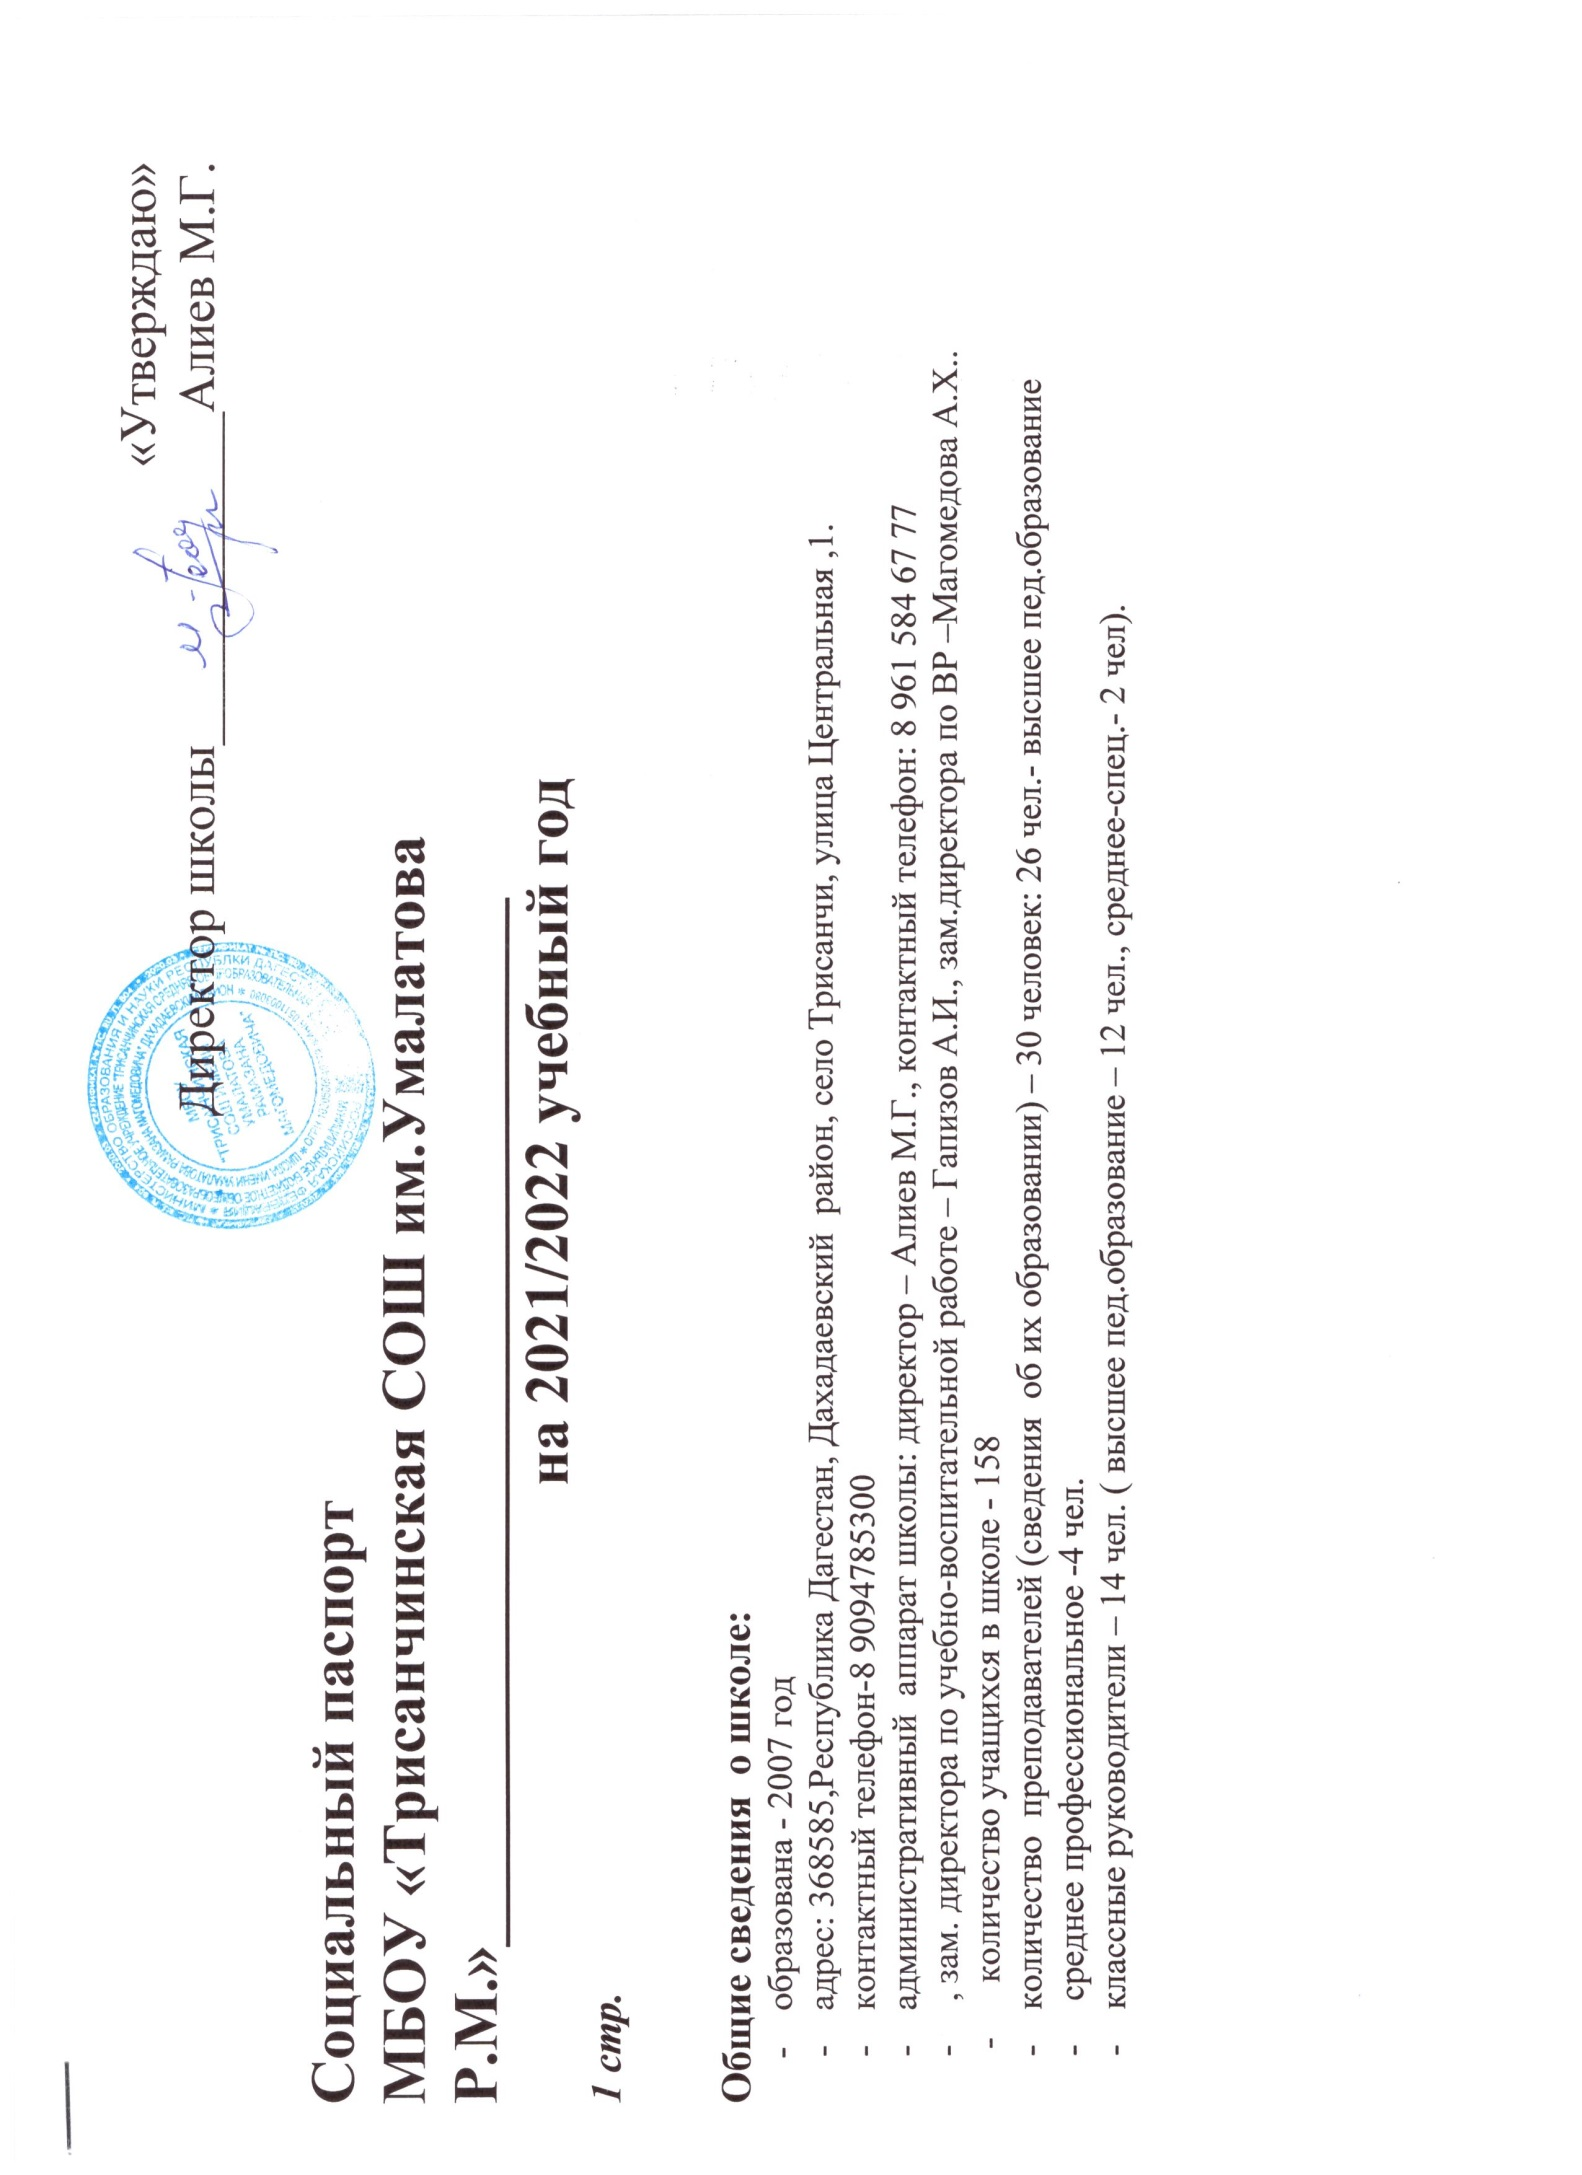 «Утверждаю»
Директор школы ______________ Алиев М.Г.
Социальный паспорт
МБОУ «Трисанчинская СОШ им.Умалатова
Р.М.»
на 2021/2022 учебный год
1 стр.
Общие сведения о школе:
- образована - 2007 год
- адрес: 368585,Республика Дагестан, Дахадаевский район, село Трисанчи, улица Центральная ,1.
- контактный телефон-8 9094785300
- административный аппарат школы: директор – Алиев М.Г., контактный телефон: 8 961 584 67 77
- , зам. директора по учебно-воспитательной работе – Гапизов А.И., зам.директора по ВР –Магомедова А.Х..
- количество учащихся в школе - 158
- количество преподавателей (сведения об их образовании) – 30 человек: 26 чел.- высшее пед.образование
- среднее профессиональное -4 чел.
- классные руководители – 14 чел. ( высшее пед.образование – 12 чел., среднее-спец.- 2 чел).